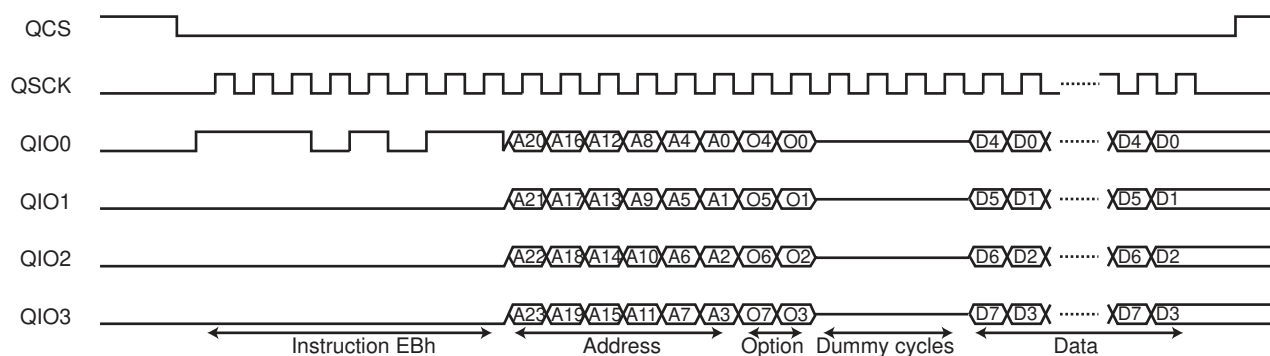 QCS
QSCK
QIO0 A20 A16 A12 A8 A4 A0 O4 O0 D4 D0 D4 D0
QIO1 A21 A17 A13 A9 A5 A1 O5 O1 D5 D1 D5 D1
QIO2 A22 A18 A14 A10 A6 A2 O6 O2 D6 D2 D6 D2
QIO3 A23 A19 A15 A11 A7 A3 O7 O3 D7 D3 D7 D3
Instruction EBh Address Option Dummy cycles Data